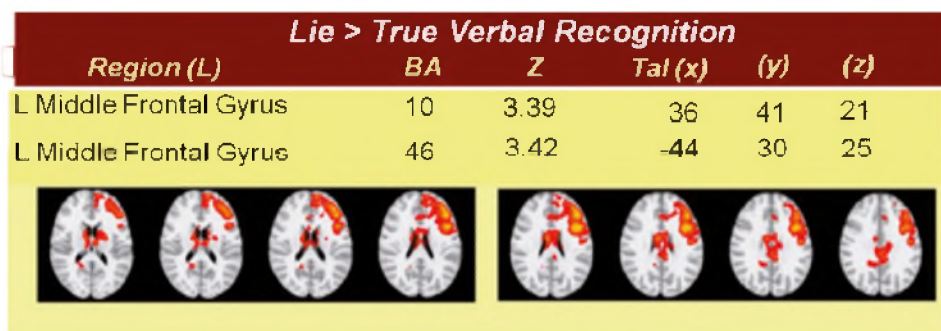 Lie > True Verbal Recognition
Region (L) BA Z Tal (x) (y) (z)
L Middle Frontal Gyrus 10 3.39 36 41 21
L Middle Frontal Gyrus 46 3.42 -44 30 25